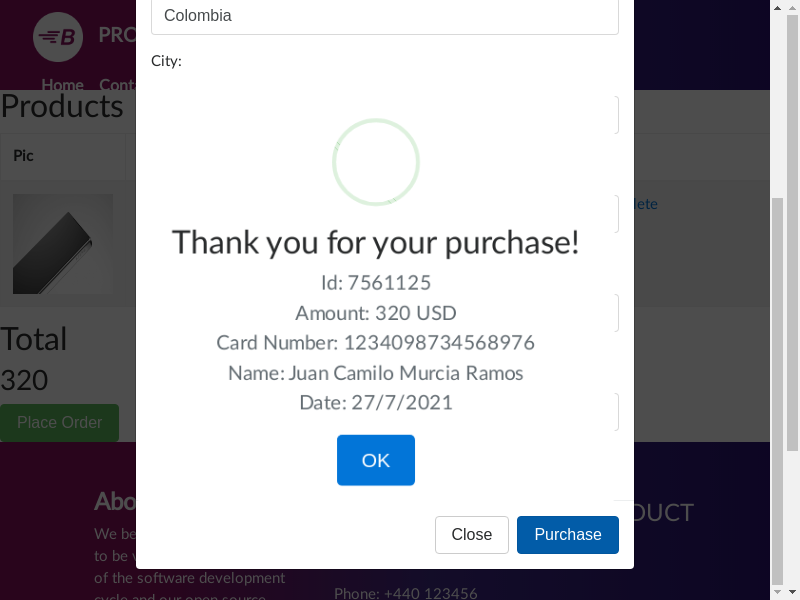 Colombia
PRO
City:
Home Cont
Products
Pic
lete
Thank you for your purchase!
Id: 7561125
Amount: 320 USD
Card Number: 1234098734568976
Name: Juan Camilo Murcia Ramos
Date: 27/7/2021
OK
Total
320
Place Order
Close Purchase
Abo
DUCT
We be
to be
of the software development
cycle and our open source
Phone: +440 123456